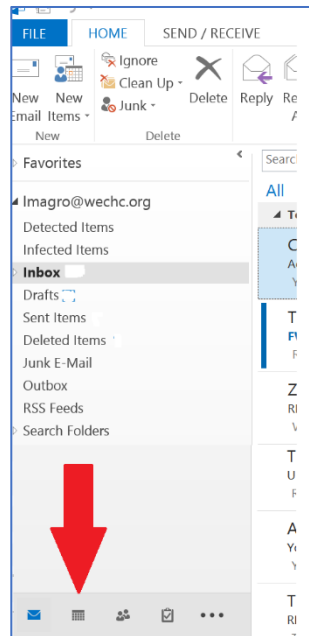 FILE HOME SEND / RECEIVE
Ignore
Clean Up
Junk
New Email
New Items
Delete
Reply
New
Delete
Favorites
All
Imagro@wechc.org
Detected Items
Infected Items
Inbox
Drafts
Sent Items
Deleted Items
Junk E-Mail
Outbox
RSS Feeds
Search Folders